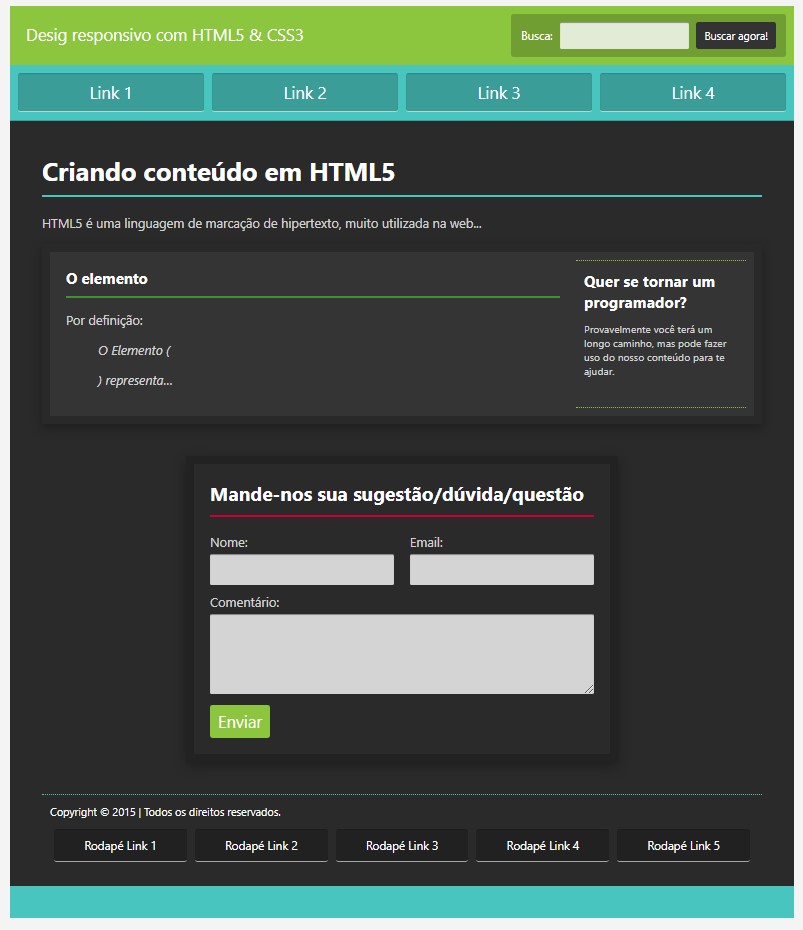 Desig responsivo com HTML5 & CSS3
Busca:
Buscar agora!
Link 1
Link 2
Link 3
Link 4
Criando conteúdo em HTML5
HTML5 é uma linguagem de marcação de hipertexto, muito utilizada na web...
O elemento
Por definição:
O Elemento (
) representa...
Quer se tornar um
programador?
Provavelmente você terá um
longo caminho, mas pode fazer
uso do nosso conteúdo para te
ajudar.
Mande-nos sua sugestão/dúvida/questão
Nome:
Email:
Comentário:
Enviar
Copyright © 2015 | Todos os direitos reservados.
Rodapé Link 1
Rodapé Link 2
Rodapé Link 3
Rodapé Link 4
Rodapé Link 5